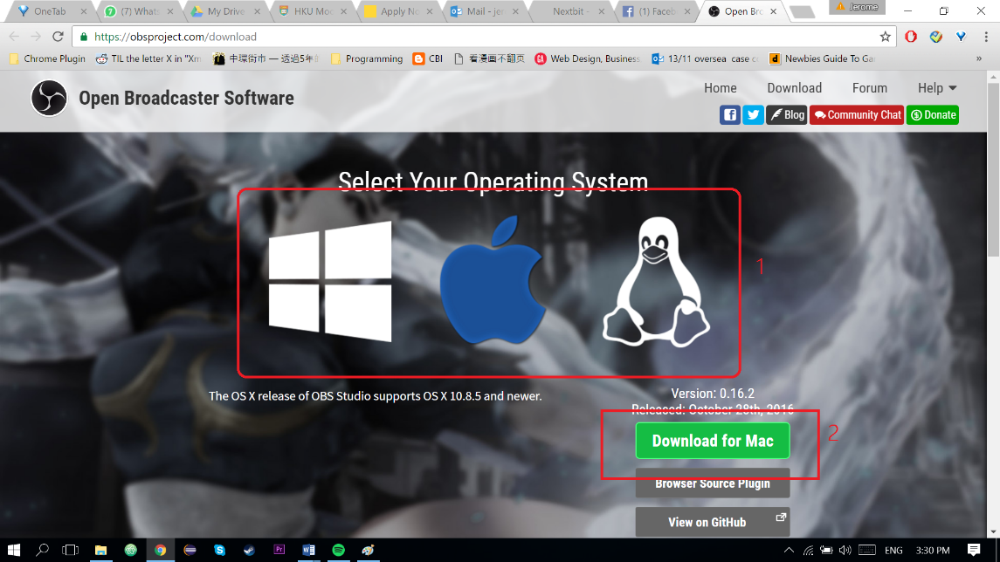 OneTab
(7) Whats
My Drive
HKU Moo
Apply No
Mail - jer
Nextbit -
(1) Faceb
Open Bro
Jerome
https://obsproject.com/download
Chrome Plugin
TIL the letter X in "Xm
中環街市 — 透過5年
Programming
CBI
看漫画不翻页
Web Design, Business
13/11 oversea case c
Newbies Guide To Ga
»
Open Broadcaster Software
Home
Download
Forum
Help
Blog
Community Chat
Donate
Select Your Operating System
1
The OS X release of OBS Studio supports OS X 10.8.5 and newer.
Version: 0.16.2
Released: October 28th, 2016
Download for Mac
2
Browser Source Plugin
View on GitHub
ENG
3:30 PM